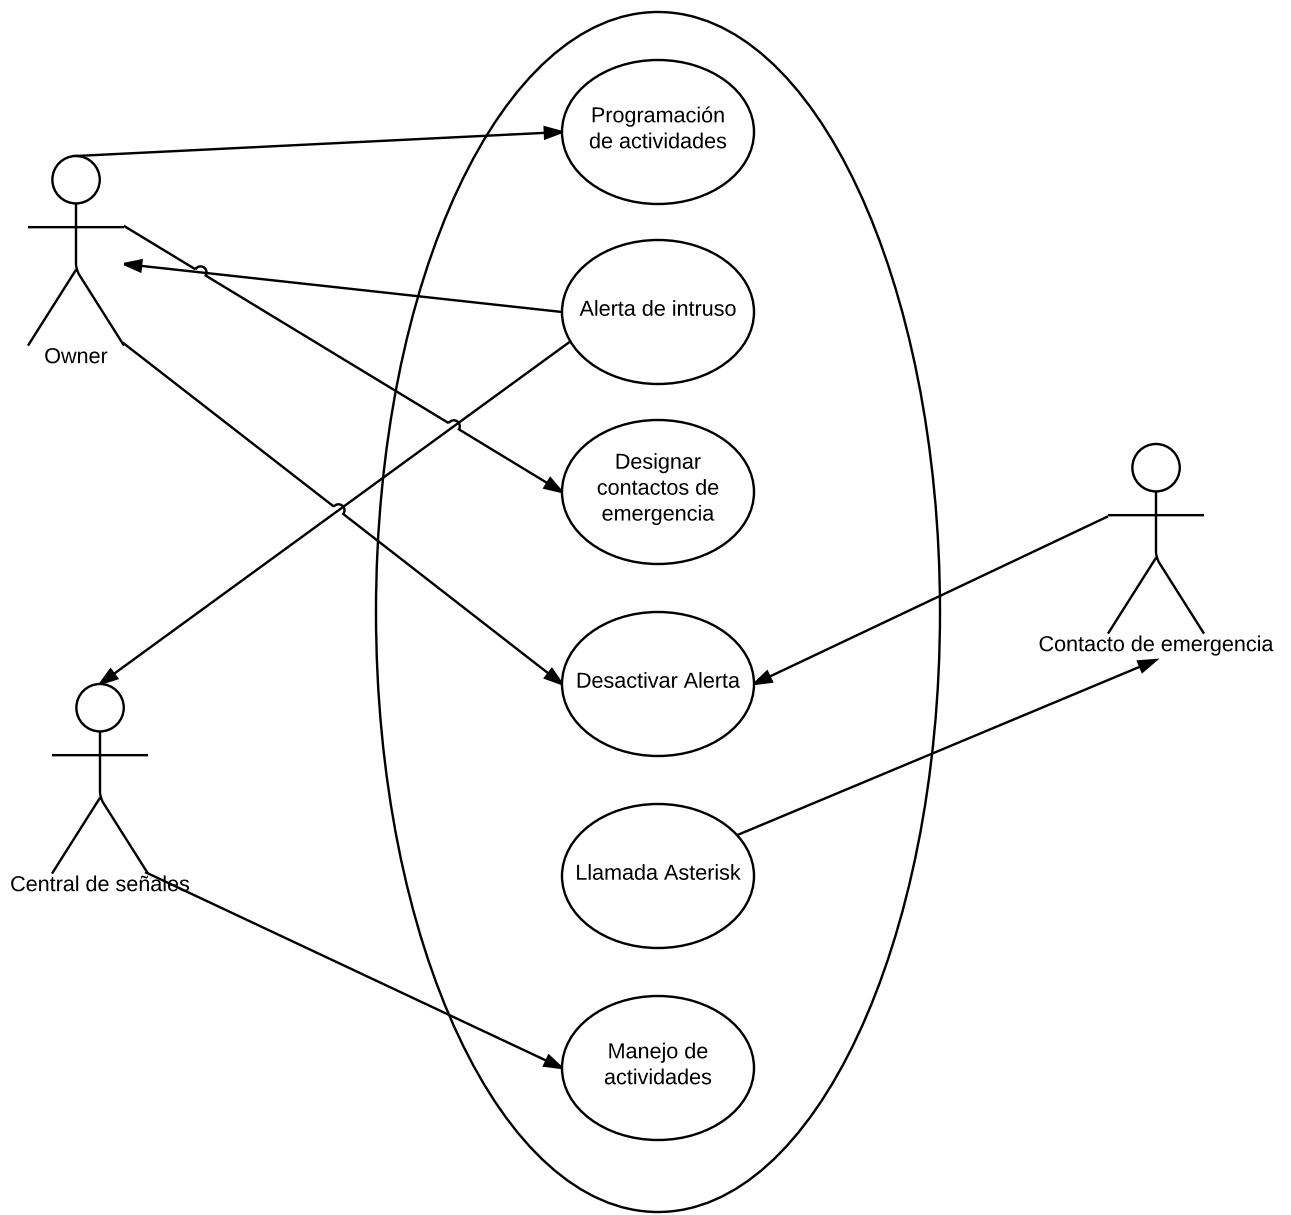 Programación
de actividades
Alerta de intruso
Owner
Designar
contactos de
emergencia
Contacto de emergencia
Desactivar Alerta
Llamada Asterisk
Central de señales
Manejo de
actividades